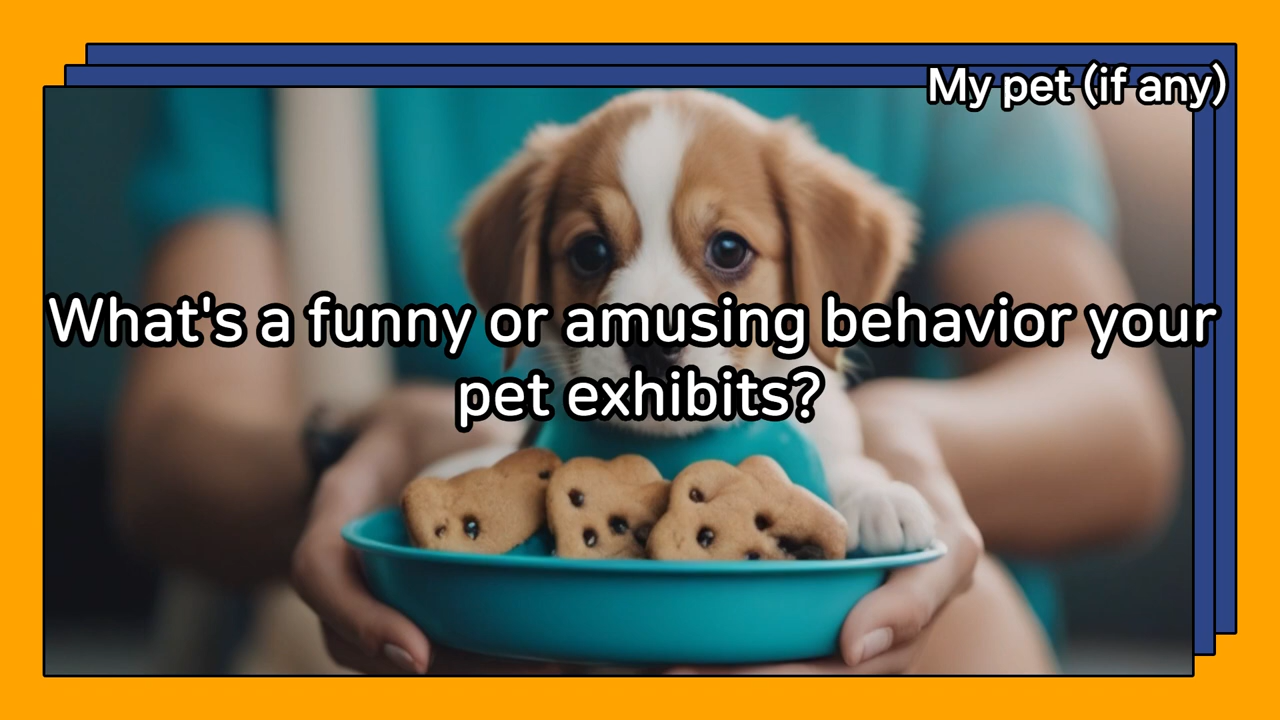 My pet (if any)
What's a funny or amusing behavior your
pet exhibits?